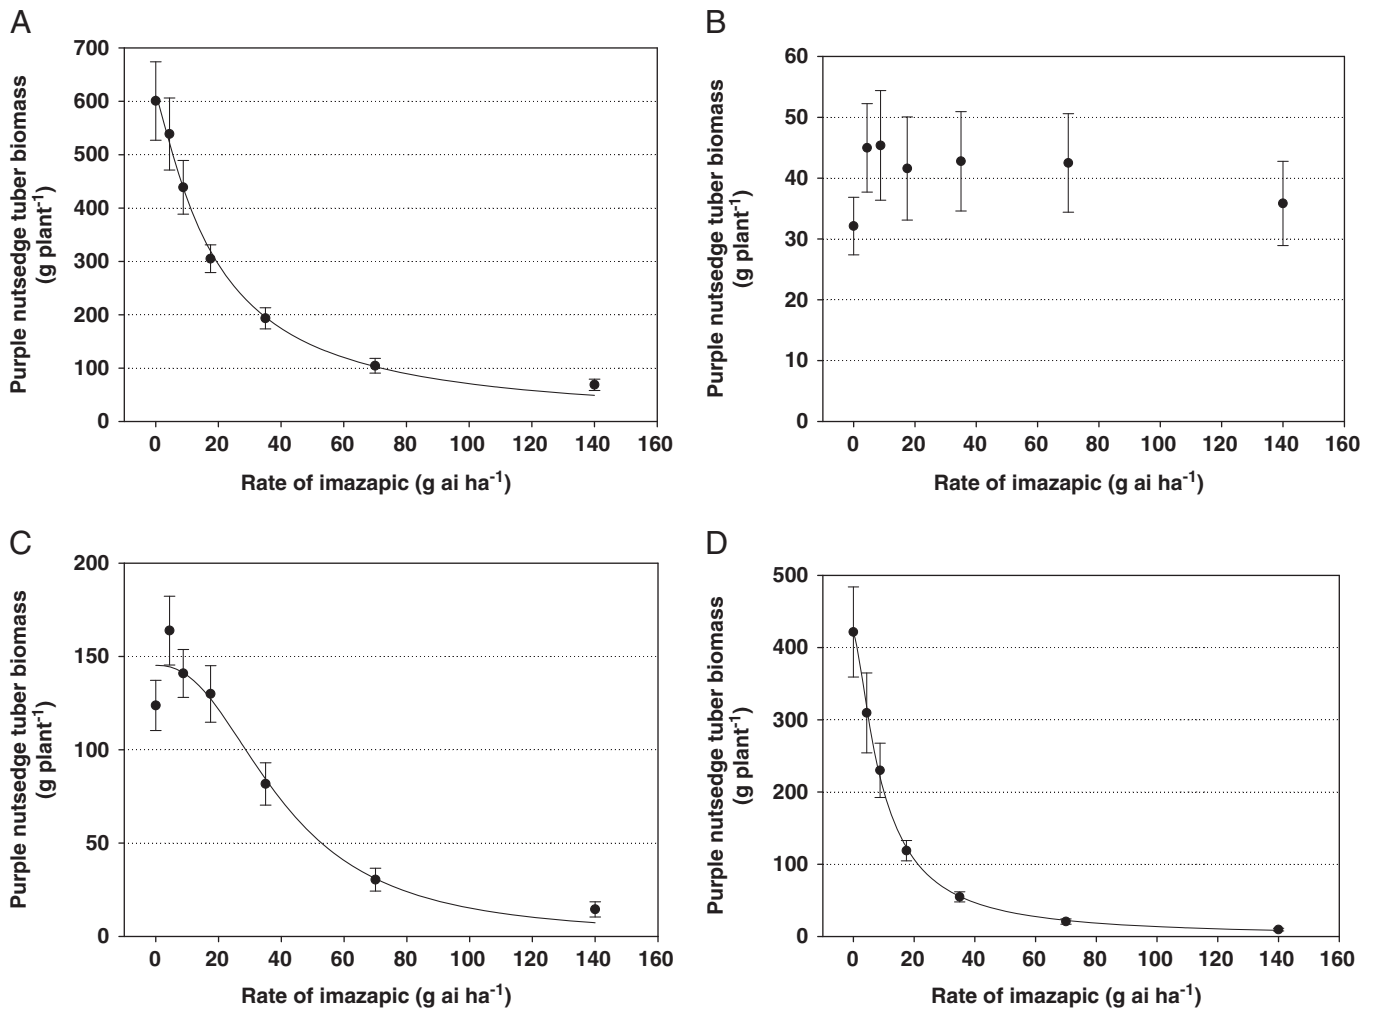 A
Purple nutsedge tuber biomass
(g plant-1)
700
600
500
400
300
200
100
0
0 20 40 60 80 100 120 140 160
Rate of imazapic (g ai ha-1)
B
Purple nutsedge tuber biomass
(g plant-1)
60
50
40
30
20
10
0
0 20 40 60 80 100 120 140 160
Rate of imazapic (g ai ha-1)
C
Purple nutsedge tuber biomass
(g plant-1)
200
150
100
50
0
0 20 40 60 80 100 120 140 160
Rate of imazapic (g ai ha-1)
D
Purple nutsedge tuber biomass
(g plant-1)
500
400
300
200
100
0
0 20 40 60 80 100 120 140 160
Rate of imazapic (g ai ha-1)